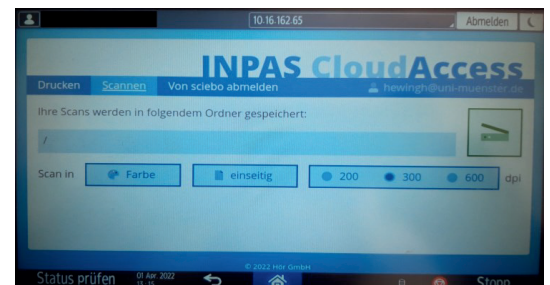 10.16.162.65
Abmelden
INPAS CloudAccess
Drucken Scannen Von sciebo abmelden hewingh@uni-muenster.de
Ihre Scans werden in folgendem Ordner gespeichert:
/
Scan in Farbe einseitig 200 300 600 dpi
© 2022 Hör GmbH
Status prüfen 01 Apr. 2022 Stopp